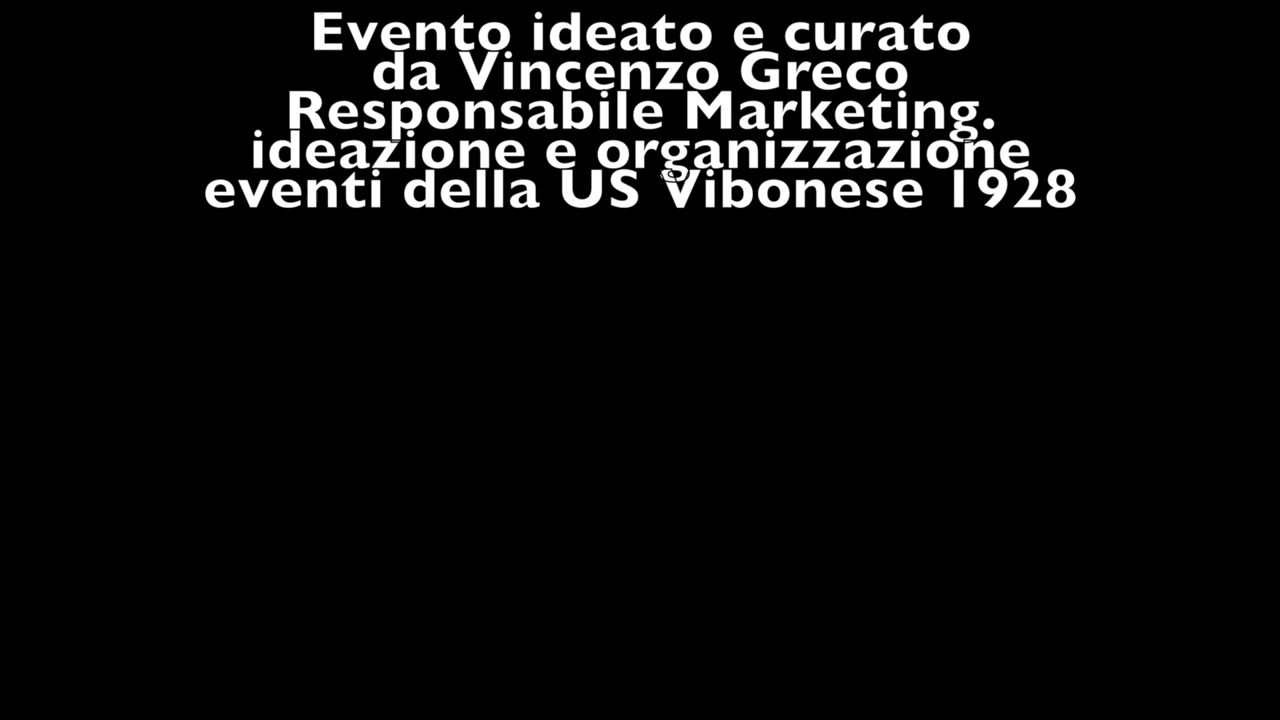 Evento ideato e curato
da Vincenzo Greco
Responsabile Marketing.
ideazione e organizzazione
eventi della US Vibonese 1928